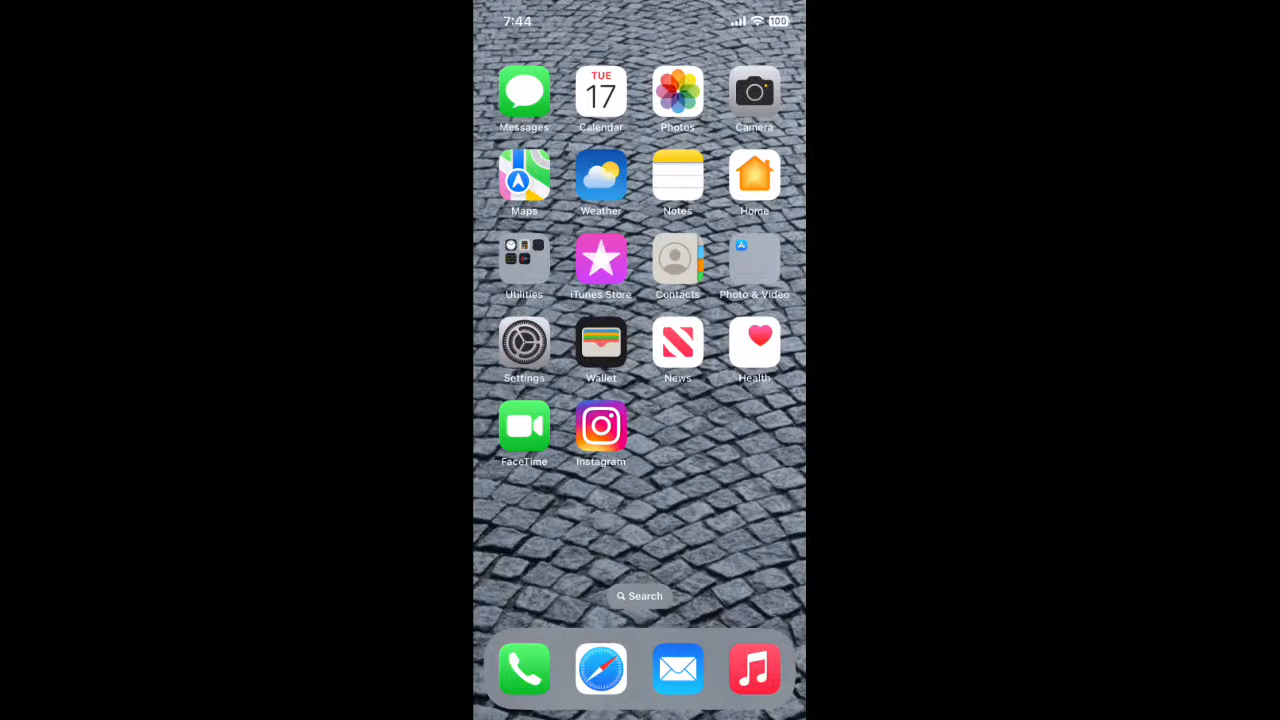 7:44
100
TUE
17
Messages
Calendar
Photos
Camera
Maps
Weather
Notes
Home
Utilities
iTunes Store
Contacts
Photo & Video
Settings
Wallet
News
Health
FaceTime
Instagram
Search